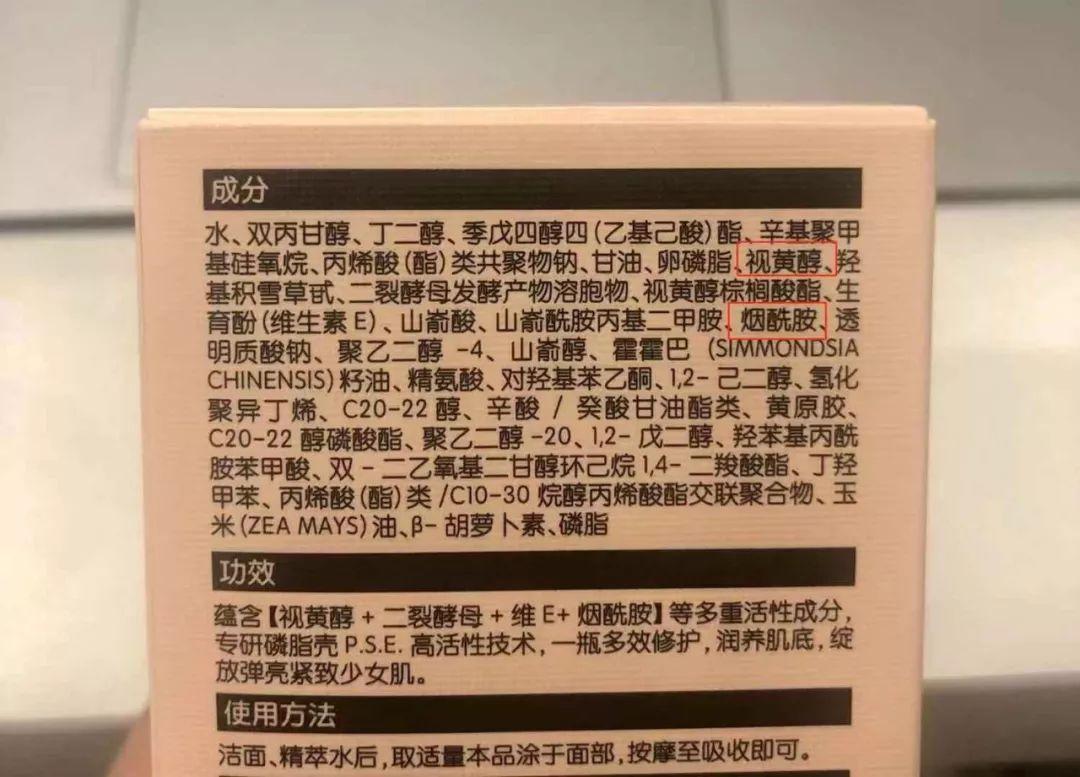 成分
水、双丙甘醇、丁二醇、季戊四醇四(乙基己酸)酯、辛基聚甲
基硅氧烷、丙烯酸(酯)类共聚物钠、甘油、卵磷脂、视黄醇、羟
基积雪草甙、二裂酵母发酵产物溶胞物、视黄醇棕榈酸酯、生
育酚(维生素E)、山嵛酸、山嵛酰胺丙基二甲胺、烟酰胺、透
明质酸钠、聚乙二醇-4、山嵛醇、霍霍巴(SIMMONDSIA
CHINENSIS)籽油、精氨酸、对羟基苯乙酮、1,2-己二醇、氢化
聚异丁烯、C20-22醇、辛酸/癸酸甘油酯类、黄原胶、
C20-22醇磷酸酯、聚乙二醇-20、1,2-戊二醇、羟苯基丙酰
胺苯甲酸、双-二乙氧基二甘醇环己烷1,4-二羧酸酯、丁羟
甲苯、丙烯酸(酯)类/C10-30烷醇丙烯酸酯交联聚合物、玉
米(ZEA MAYS)油、β-胡萝卜素、磷脂
功效
蕴含【视黄醇+二裂酵母+维E+烟酰胺】等多重活性成分,
专研磷脂壳P.S.E.高活性技术,一瓶多效修护,润养肌底,绽
放弹亮紧致少女肌。
使用方法
洁面、精萃水后,取适量本品涂于面部,按摩至吸收即可。